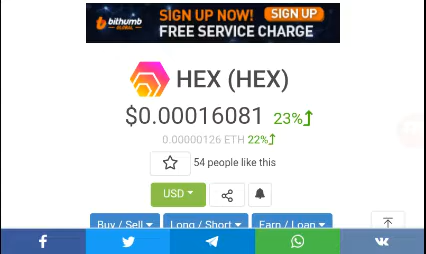 bithumb
GLOBAL
SIGN UP NOW! SIGN UP
FREE SERVICE CHARGE
HEX (HEX)
$0.00016081 23%
0.00000126 ETH 22%
54 people like this
USD
Buy / Sell Long / Short Earn / Loan